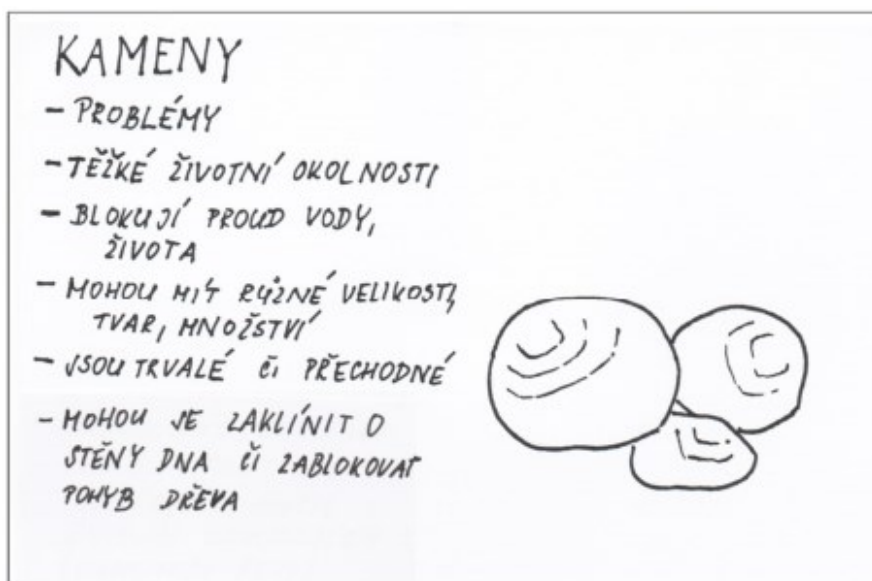 KAMENY
- PROBLÉMY
- TĚŽKÉ ŽIVOTNÍ OKOLNOSTI
- BLOKUJÍ PROUD VODY,
ŽIVOTA
- MOHOU MÍT RŮZNÉ VELIKOSTI,
TVAR, MNOŽSTVÍ
- JSOU TRVALÉ či PŘECHODNÉ
- MOHOU SE ZAKLÍNIT O
STĚNY DNA či ZABLOKOVAT
POHYB DŘEVA